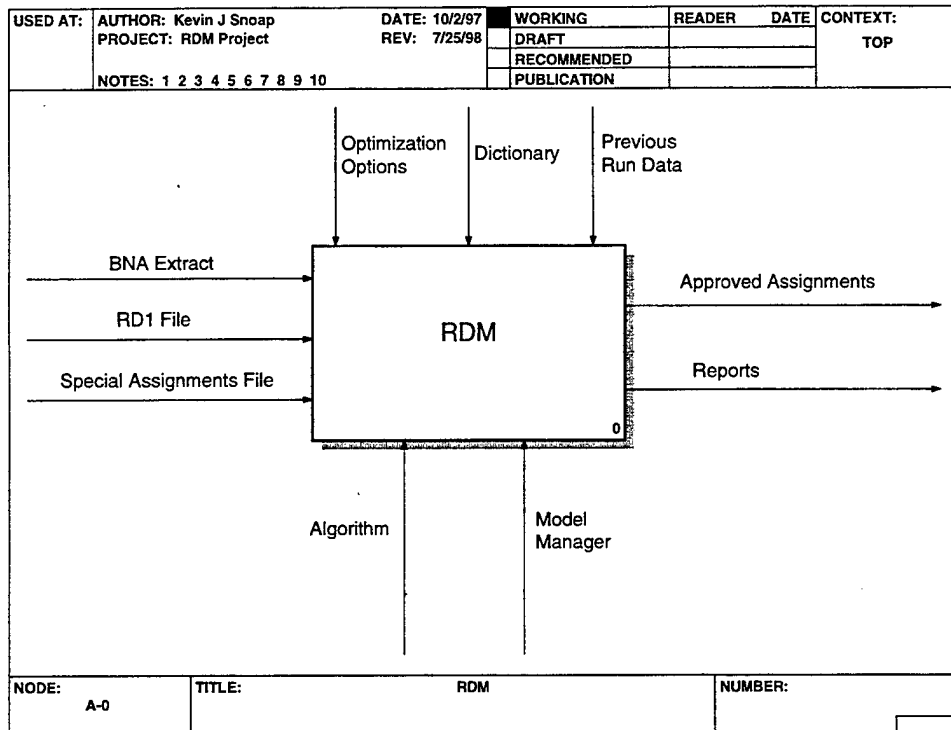 USED AT:
AUTHOR: Kevin J Snoap
DATE: 10/2/97
WORKING
READER
DATE
CONTEXT:
PROJECT: RDM Project
REV: 7/25/98
DRAFT
TOP
RECOMMENDED
NOTES: 1 2 3 4 5 6 7 8 9 10
PUBLICATION
Optimization
Options
Dictionary
Previous
Run Data
BNA Extract
RD1 File
Special Assignments File
RDM
0
Approved Assignments
Reports
Algorithm
Model
Manager
NODE:
A-0
TITLE:
RDM
NUMBER: